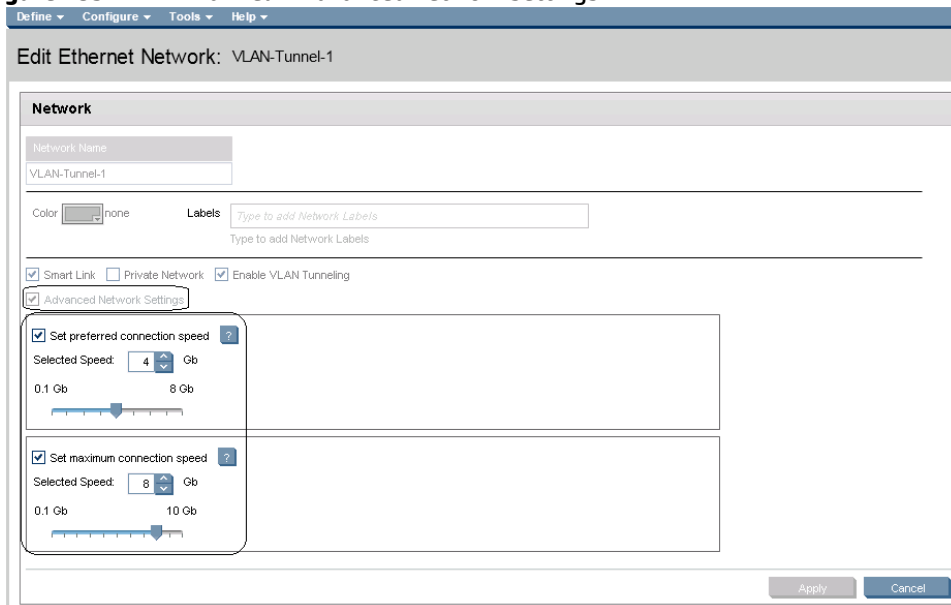 Define Configure Tools Help
Edit Ethernet Network: VLAN-Tunnel-1
Network
Network Name
VLAN-Tunnel-1
Color none Labels Type to add Network Labels
Type to add Network Labels
Smart Link Private Network Enable VLAN Tunneling
Advanced Network Settings
Set preferred connection speed ?
Selected Speed: 4 Gb
0.1 Gb 8 Gb
Set maximum connection speed ?
Selected Speed: 8 Gb
0.1 Gb 10 Gb
Apply Cancel